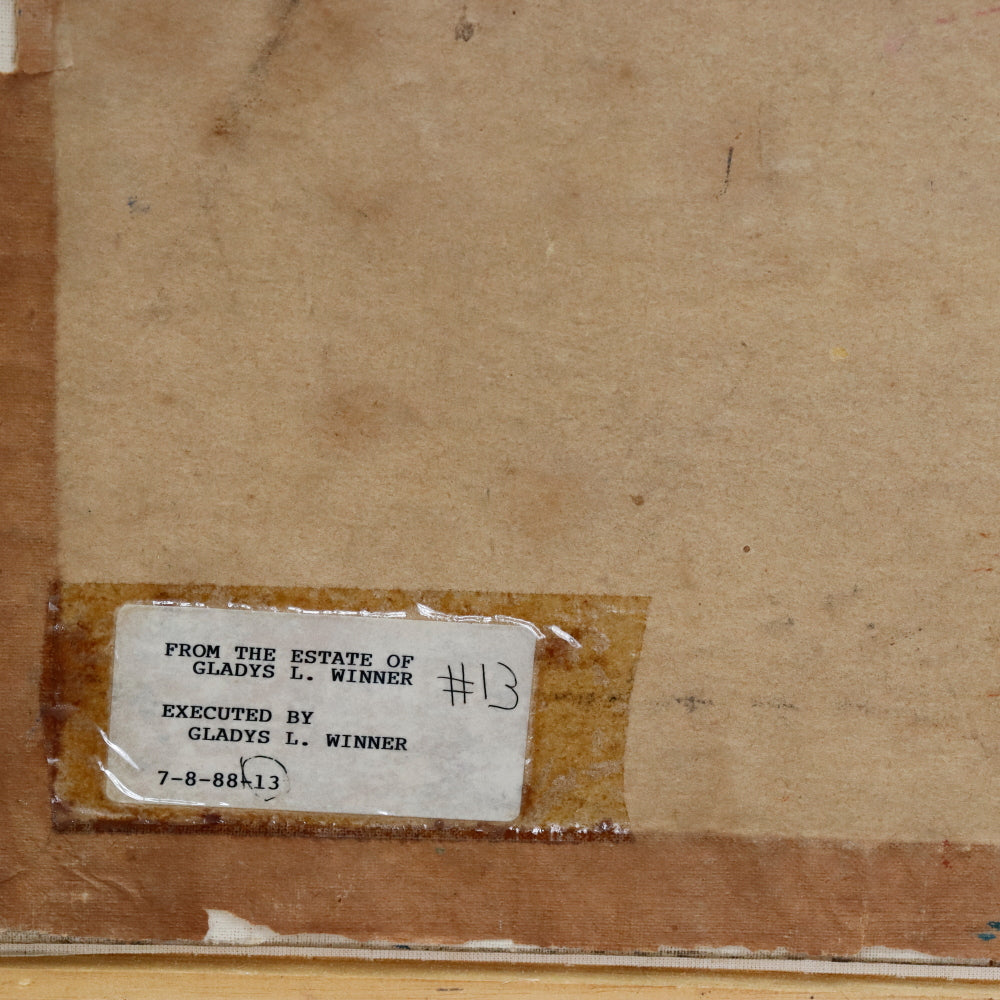 FROM THE ESTATE OF
GLADYS L. WINNER
#13
EXECUTED BY
GLADYS L. WINNER
7-8-88-13